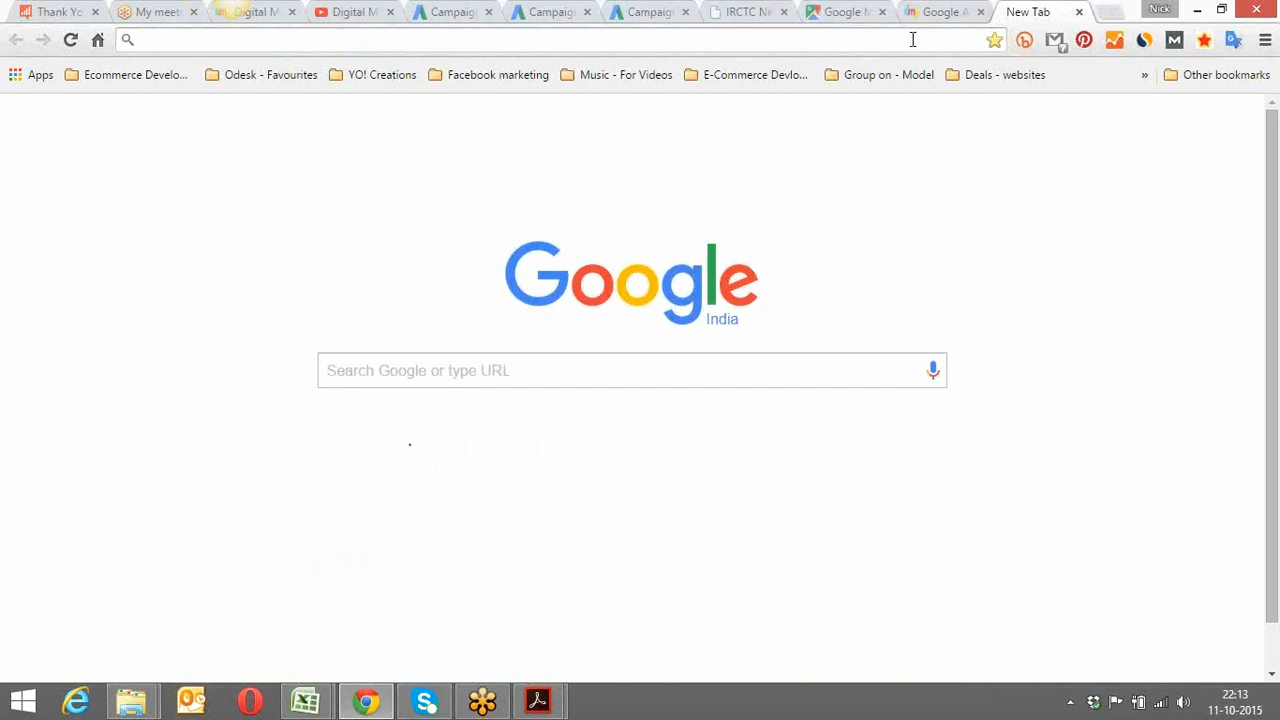 Thank Yo
My meet
Digital M
Digital M
Campaig
Campaig
Campaig
IRCTC Ne
Google M
Google A
New Tab
Nick
Apps
Ecommerce Develo...
Odesk - Favourites
YO! Creations
Facebook marketing
Music - For Videos
E-Commerce Devlo...
Group on - Model
Deals - websites
»
Other bookmarks
Google
India
Search Google or type URL
22:13
11-10-2015